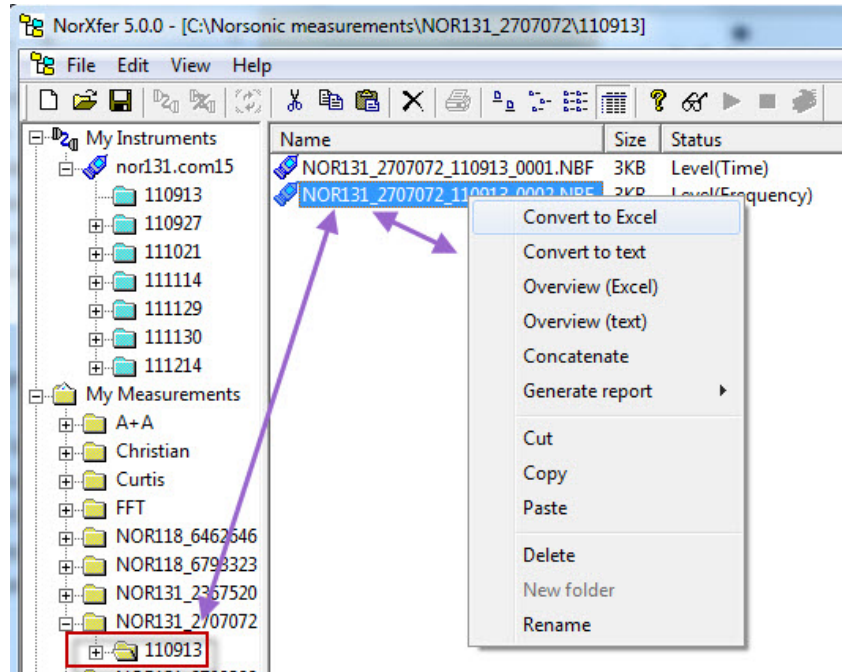 NorXfer 5.0.0 - [C:\Norsonic measurements\NOR131_2707072\110913]
File Edit View Help
My Instruments
nor131.com15
110913
110927
111021
111114
111129
111130
111214
My Measurements
A+A
Christian
Curtis
FFT
NOR118_6462646
NOR118_6793323
NOR131_2367520
NOR131_2707072
110913
Name Size Status
NOR131_2707072_110913_0001.NBF 3KB Level(Time)
NOR131_2707072_110913_0002.NBF 3KB Level(Frequency)
Convert to Excel
Convert to text
Overview (Excel)
Overview (text)
Concatenate
Generate report
Cut
Copy
Paste
Delete
New folder
Rename